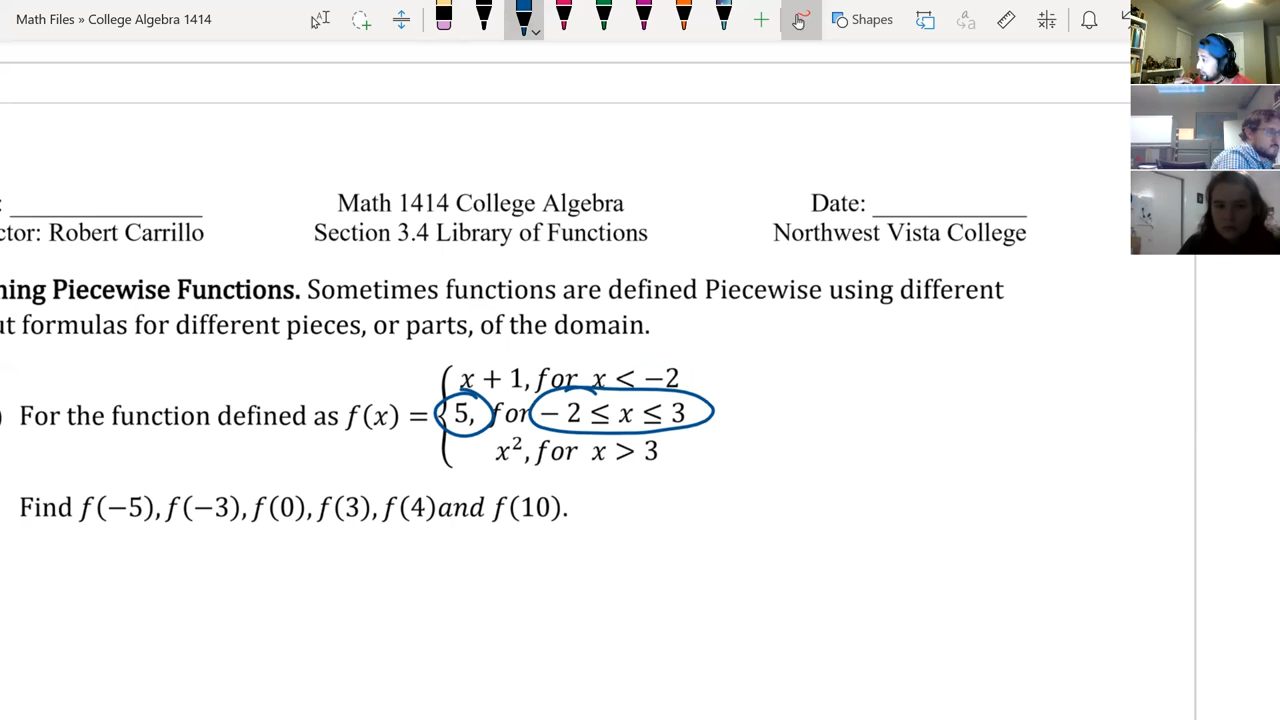 Math Files » College Algebra 1414
Shapes
: ____________ Math 1414 College Algebra Date: ____________
ctor: Robert Carrillo Section 3.4 Library of Functions Northwest Vista College
ning Piecewise Functions. Sometimes functions are defined Piecewise using different
ut formulas for different pieces, or parts, of the domain.
x + 1, for x < −2
) For the function defined as f(x) = { 5, for − 2 ≤ x ≤ 3
x², for x > 3
Find f(−5), f(−3), f(0), f(3), f(4)and f(10).